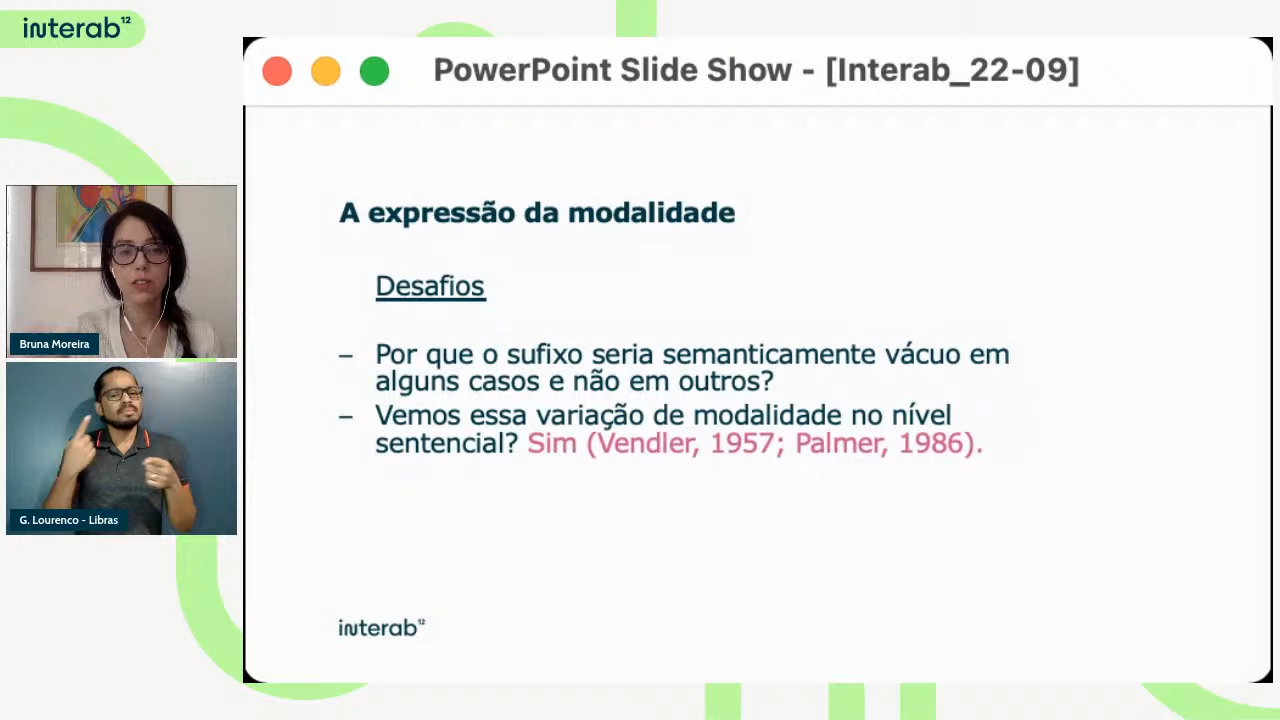 interab¹²
PowerPoint Slide Show - [Interab_22-09]
A expressão da modalidade
Desafios
– Por que o sufixo seria semanticamente vácuo em
alguns casos e não em outros?
– Vemos essa variação de modalidade no nível
sentencial? Sim (Vendler, 1957; Palmer, 1986).
interab¹²
Bruna Moreira
G. Lourenco - Libras